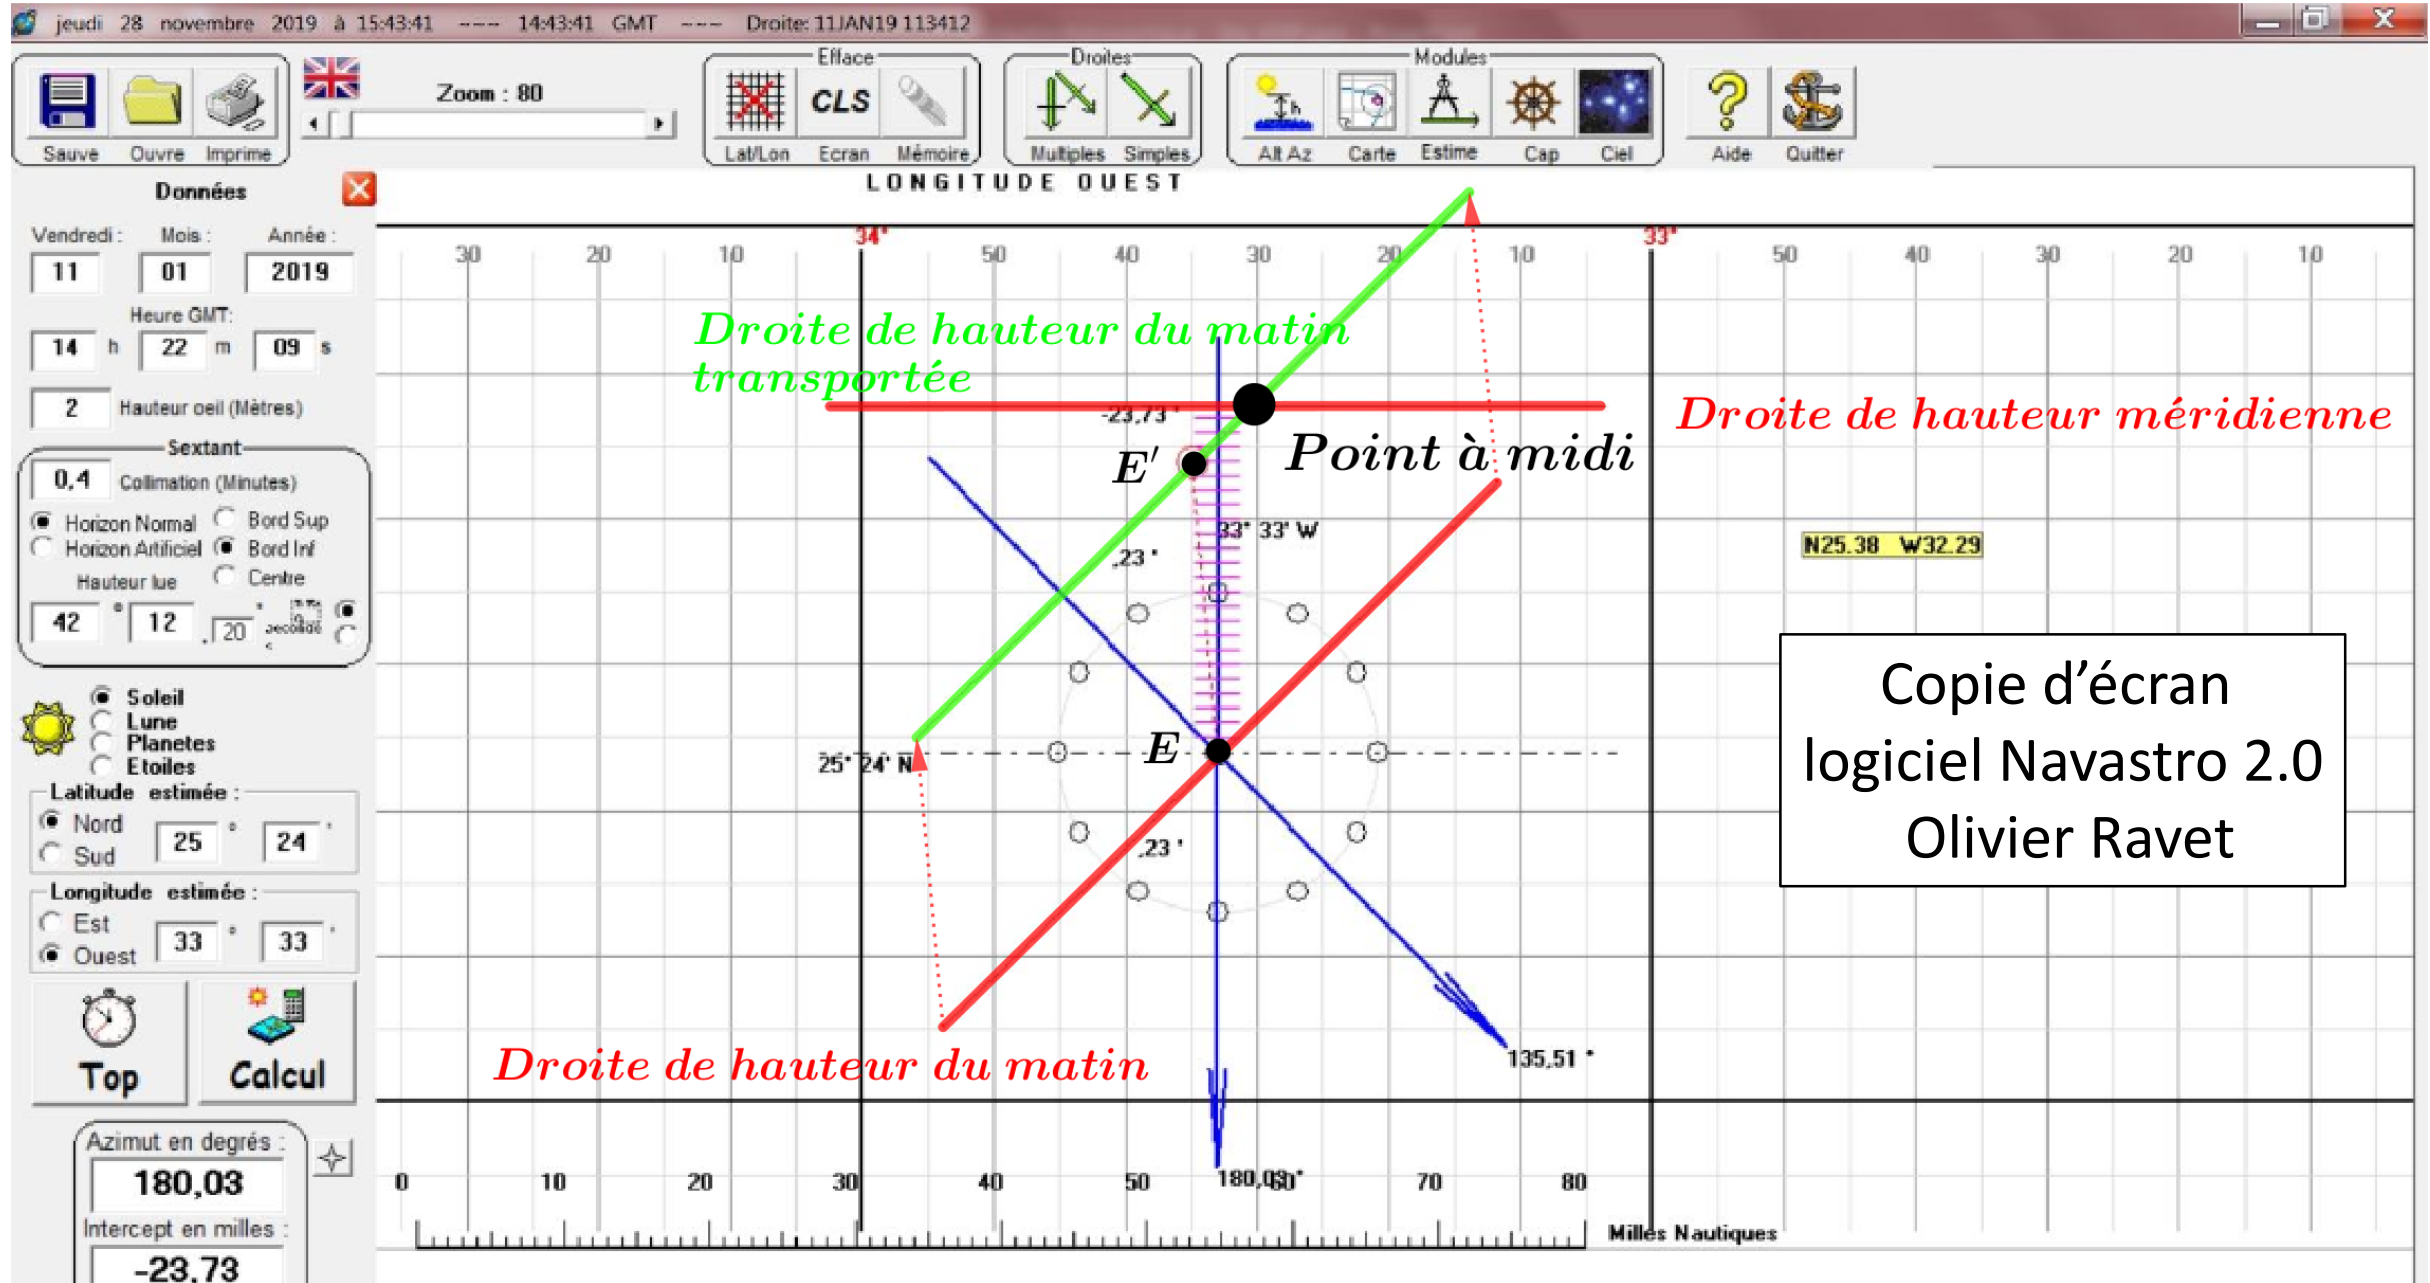 jeudi 28 novembre 2019 à 15:43:41 ---- 14:43:41 GMT ---- Droite: 11JAN19 113412
Efface Droites Modules
Zoom : 80
CLS
Sauve Ouvre Imprime Lat/Lon Ecran Mémoire Multiples Simples Alt Az Carte Estime Cap Ciel Aide Quitter
Données
LONGITUDE OUEST
Vendredi : Mois : Année :
11 01 2019
34° 33°
30 20 10 50 40 30 20 10 50 40 30 20 10
Heure GMT:
14 h 22 m 09 s
Droite de hauteur du matin
transportée
2 Hauteur oeil (Mètres)
-23,73 '
Droite de hauteur méridienne
Sextant
0,4 Collimation (Minutes)
E' Point à midi
Horizon Normal Bord Sup
Horizon Artificiel Bord Inf
Hauteur lue Centre
33° 33' W
,23 '
N25.38 W32.29
42 ° 12 , 20
Soleil
Lune
Planetes
Etoiles
E
25° 24' N
Copie d'écran
logiciel Navastro 2.0
Olivier Ravet
Latitude estimée :
Nord
Sud
25 ° 24 '
,23 '
Longitude estimée :
Est
Ouest
33 ° 33 '
Top Calcul
Droite de hauteur du matin
135,51 °
Azimut en degrés :
180,03
0 10 20 30 40 50 60 70 80
180,03°
Intercept en milles :
-23,73
Milles Nautiques